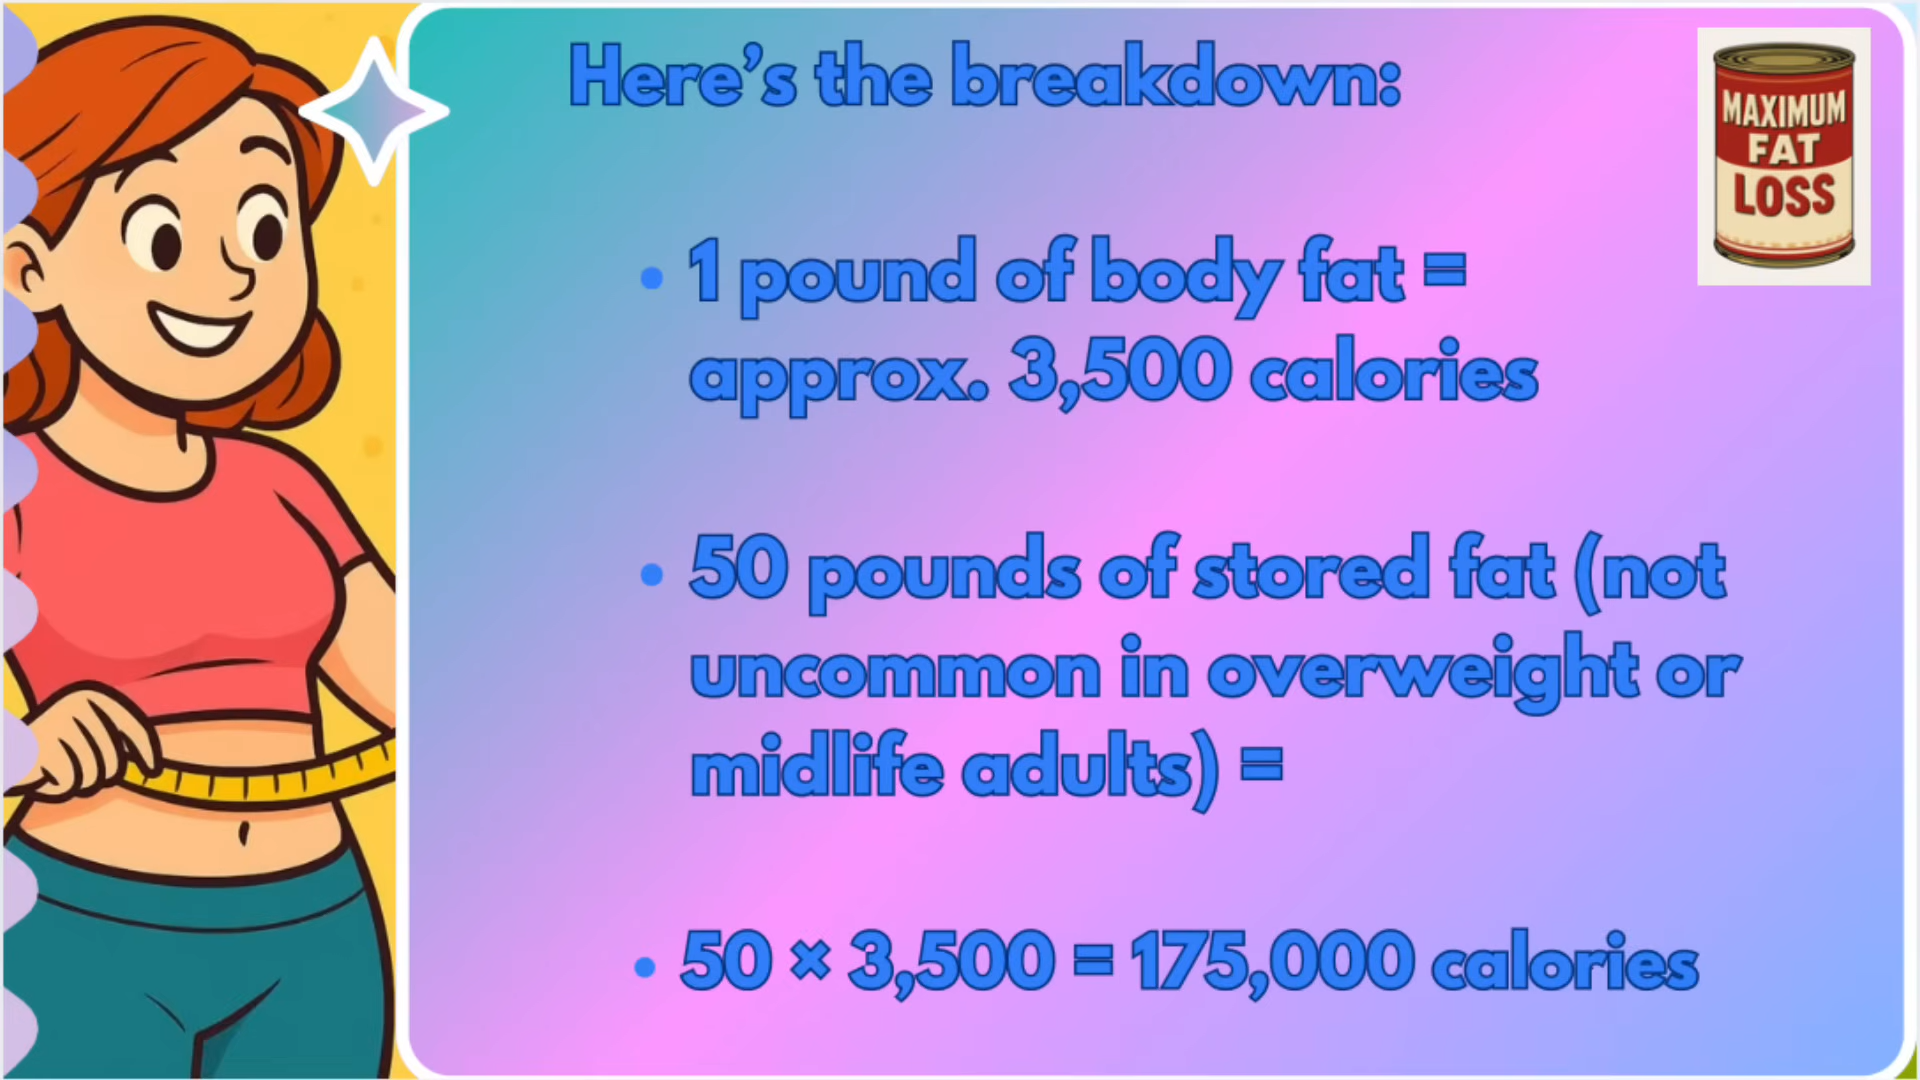 Here’s the breakdown:
MAXIMUM
FAT
LOSS
• 1 pound of body fat =
approx. 3,500 calories
• 50 pounds of stored fat (not
uncommon in overweight or
midlife adults) =
• 50 × 3,500 = 175,000 calories